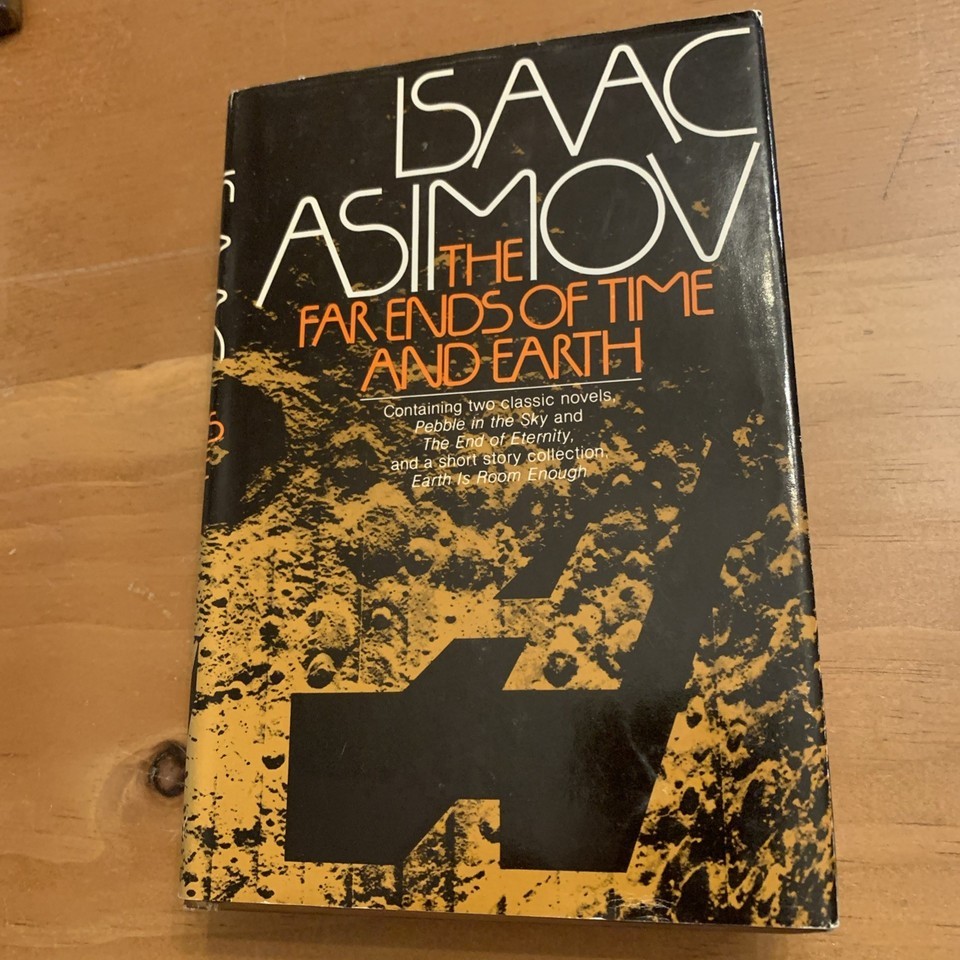 ISAAC
ASIMOV
THE
FAR ENDS OF TIME
AND EARTH
Containing two classic novels,
Pebble in the Sky and
The End of Eternity,
and a short story collection,
Earth Is Room Enough